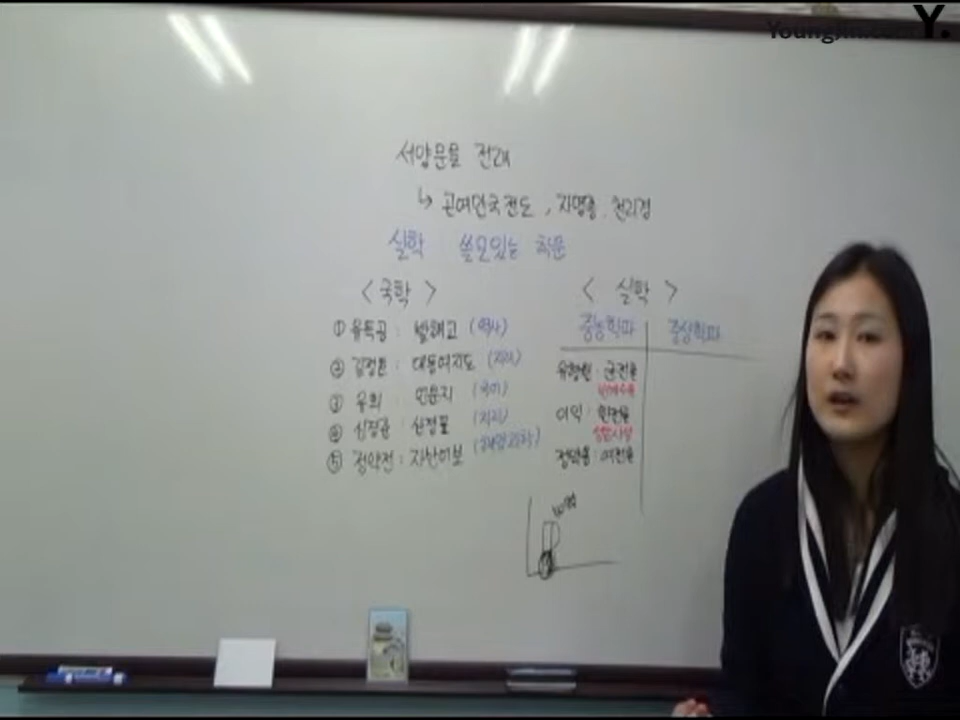 서양문물 전래
↳ 곤여만국전도, 자명종, 천리경
실학 쓸모있는 학문
< 국학 >
① 유득공 : 발해고 (역사)
② 김정호 : 대동여지도 (지리)
③ 유희 : 언문지 (국어)
④ 신경준 : 산경표 (지리)
⑤ 정약전 : 자산어보
< 실학 >
중농학파 중상학파
유형원 : 균전론
이익 : 한전론
정약용 : 여전론
Y.